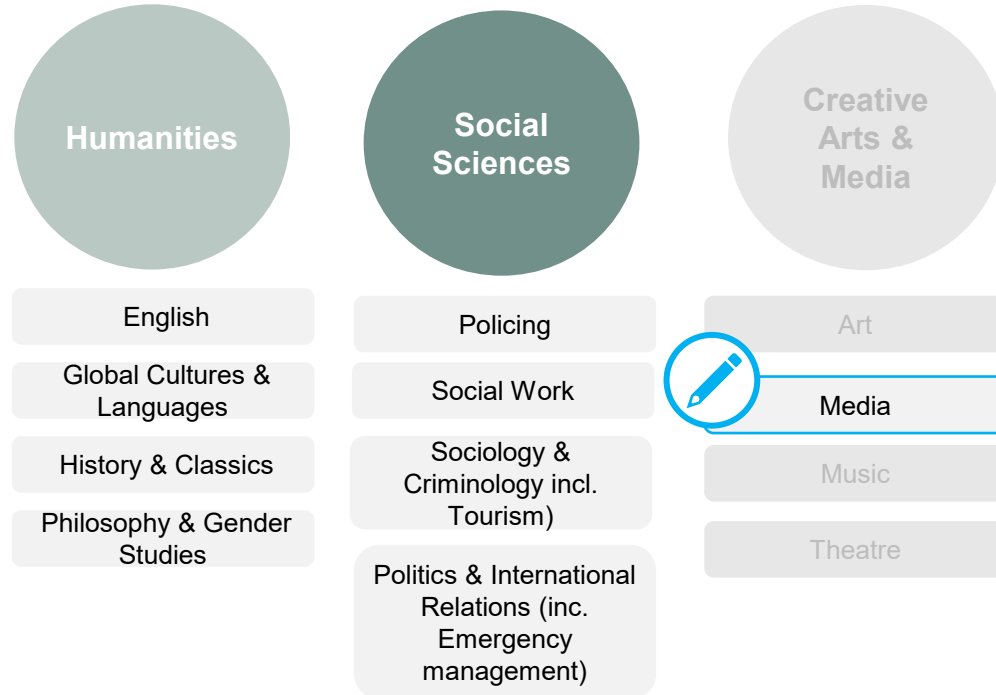 Humanities
English
Global Cultures &
Languages
History & Classics
Philosophy & Gender
Studies
Social
Sciences
Policing
Social Work
Sociology &
Criminology incl.
Tourism)
Politics & International
Relations (inc.
Emergency
management)
Creative
Arts &
Media
Art
Media
Music
Theatre